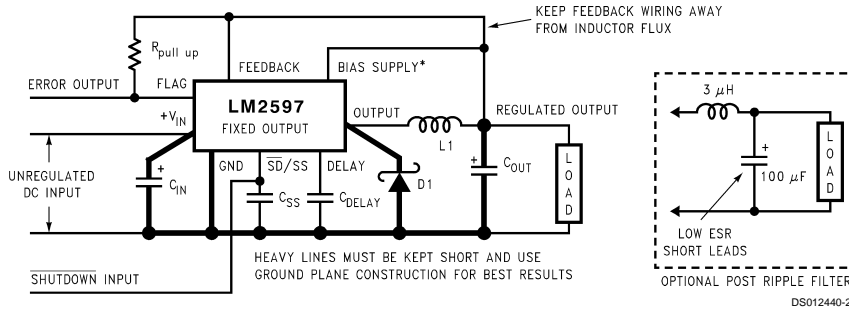 KEEP FEEDBACK WIRING AWAY
FROM INDUCTOR FLUX
Rpull up
FEEDBACK
BIAS SUPPLY*
ERROR OUTPUT
FLAG
LM2597
FIXED OUTPUT
+VIN
OUTPUT
L1
REGULATED OUTPUT
UNREGULATED
DC INPUT
+
CIN
GND
SD/SS
DELAY
CSS
CDELAY
D1
+
COUT
LOAD
HEAVY LINES MUST BE KEPT SHORT AND USE
GROUND PLANE CONSTRUCTION FOR BEST RESULTS
SHUTDOWN INPUT
3 μH
+
100 μF
LOAD
LOW ESR
SHORT LEADS
OPTIONAL POST RIPPLE FILTER
DS012440-2